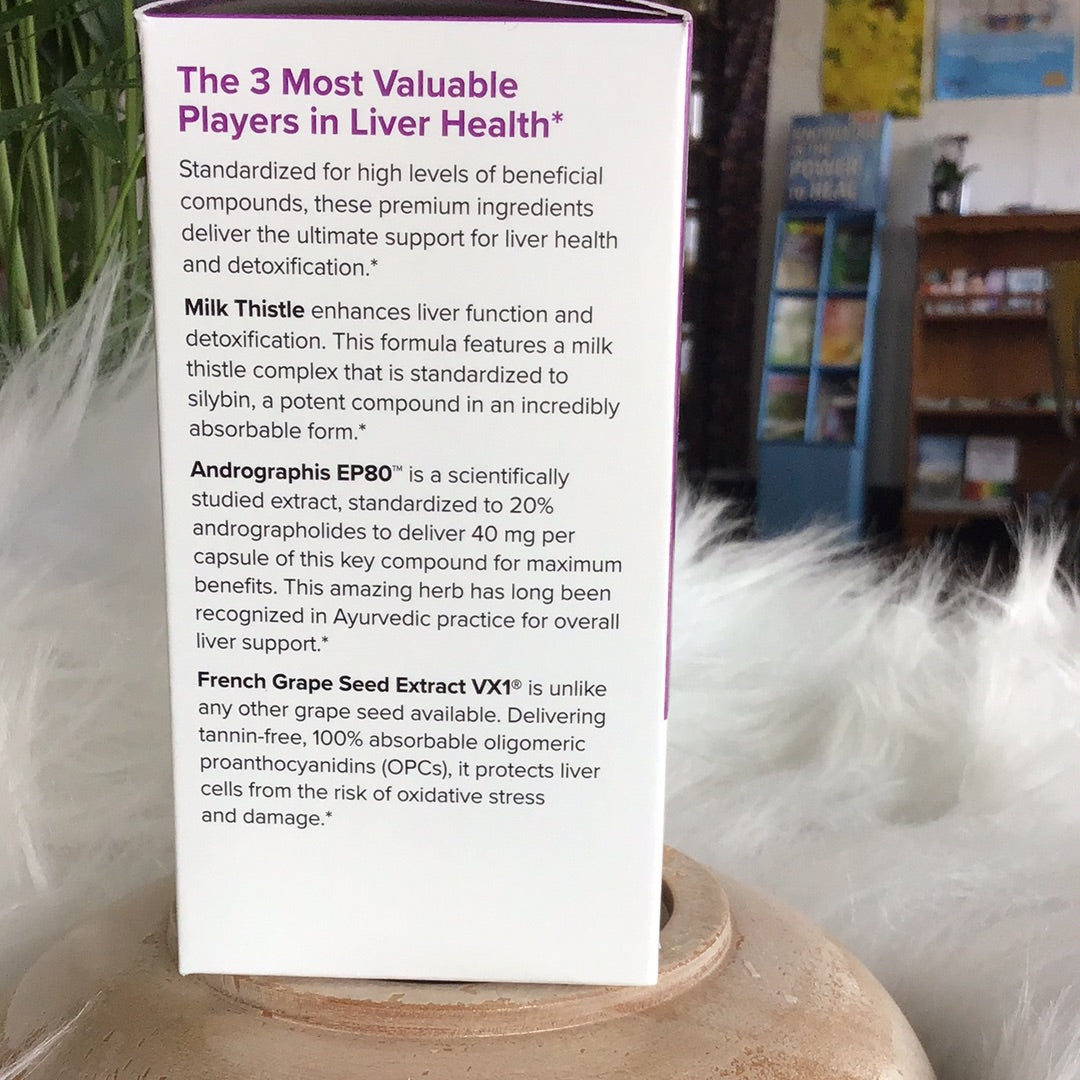 The 3 Most Valuable
Players in Liver Health*
Standardized for high levels of beneficial
compounds, these premium ingredients
deliver the ultimate support for liver health
and detoxification.*
Milk Thistle enhances liver function and
detoxification. This formula features a milk
thistle complex that is standardized to
silybin, a potent compound in an incredibly
absorbable form.*
Andrographis EP80™ is a scientifically
studied extract, standardized to 20%
andrographolides to deliver 40 mg per
capsule of this key compound for maximum
benefits. This amazing herb has long been
recognized in Ayurvedic practice for overall
liver support.*
French Grape Seed Extract VX1® is unlike
any other grape seed available. Delivering
tannin-free, 100% absorbable oligomeric
proanthocyanidins (OPCs), it protects liver
cells from the risk of oxidative stress
and damage.*
POWER
to HEAL